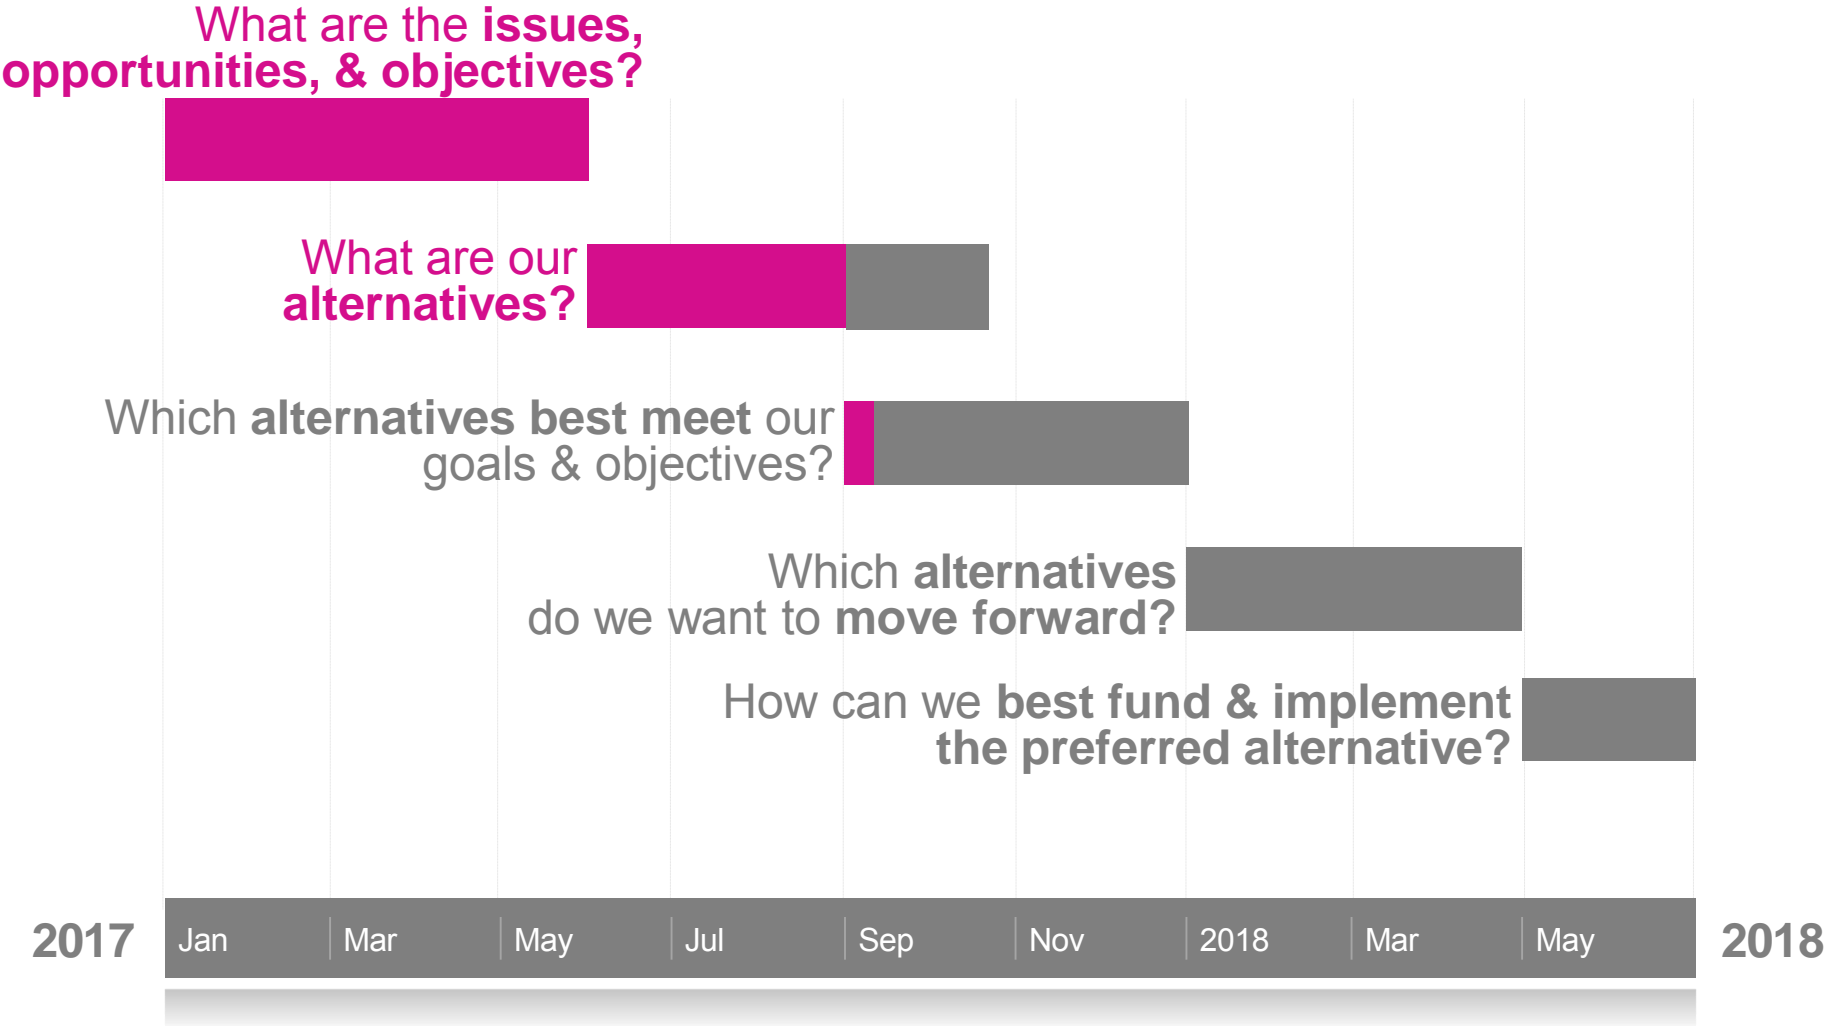 What are the issues,
opportunities, & objectives?
What are our
alternatives?
Which alternatives best meet our
goals & objectives?
Which alternatives
do we want to move forward?
How can we best fund & implement
the preferred alternative?
2017 Jan Mar May Jul Sep Nov 2018 Mar May 2018